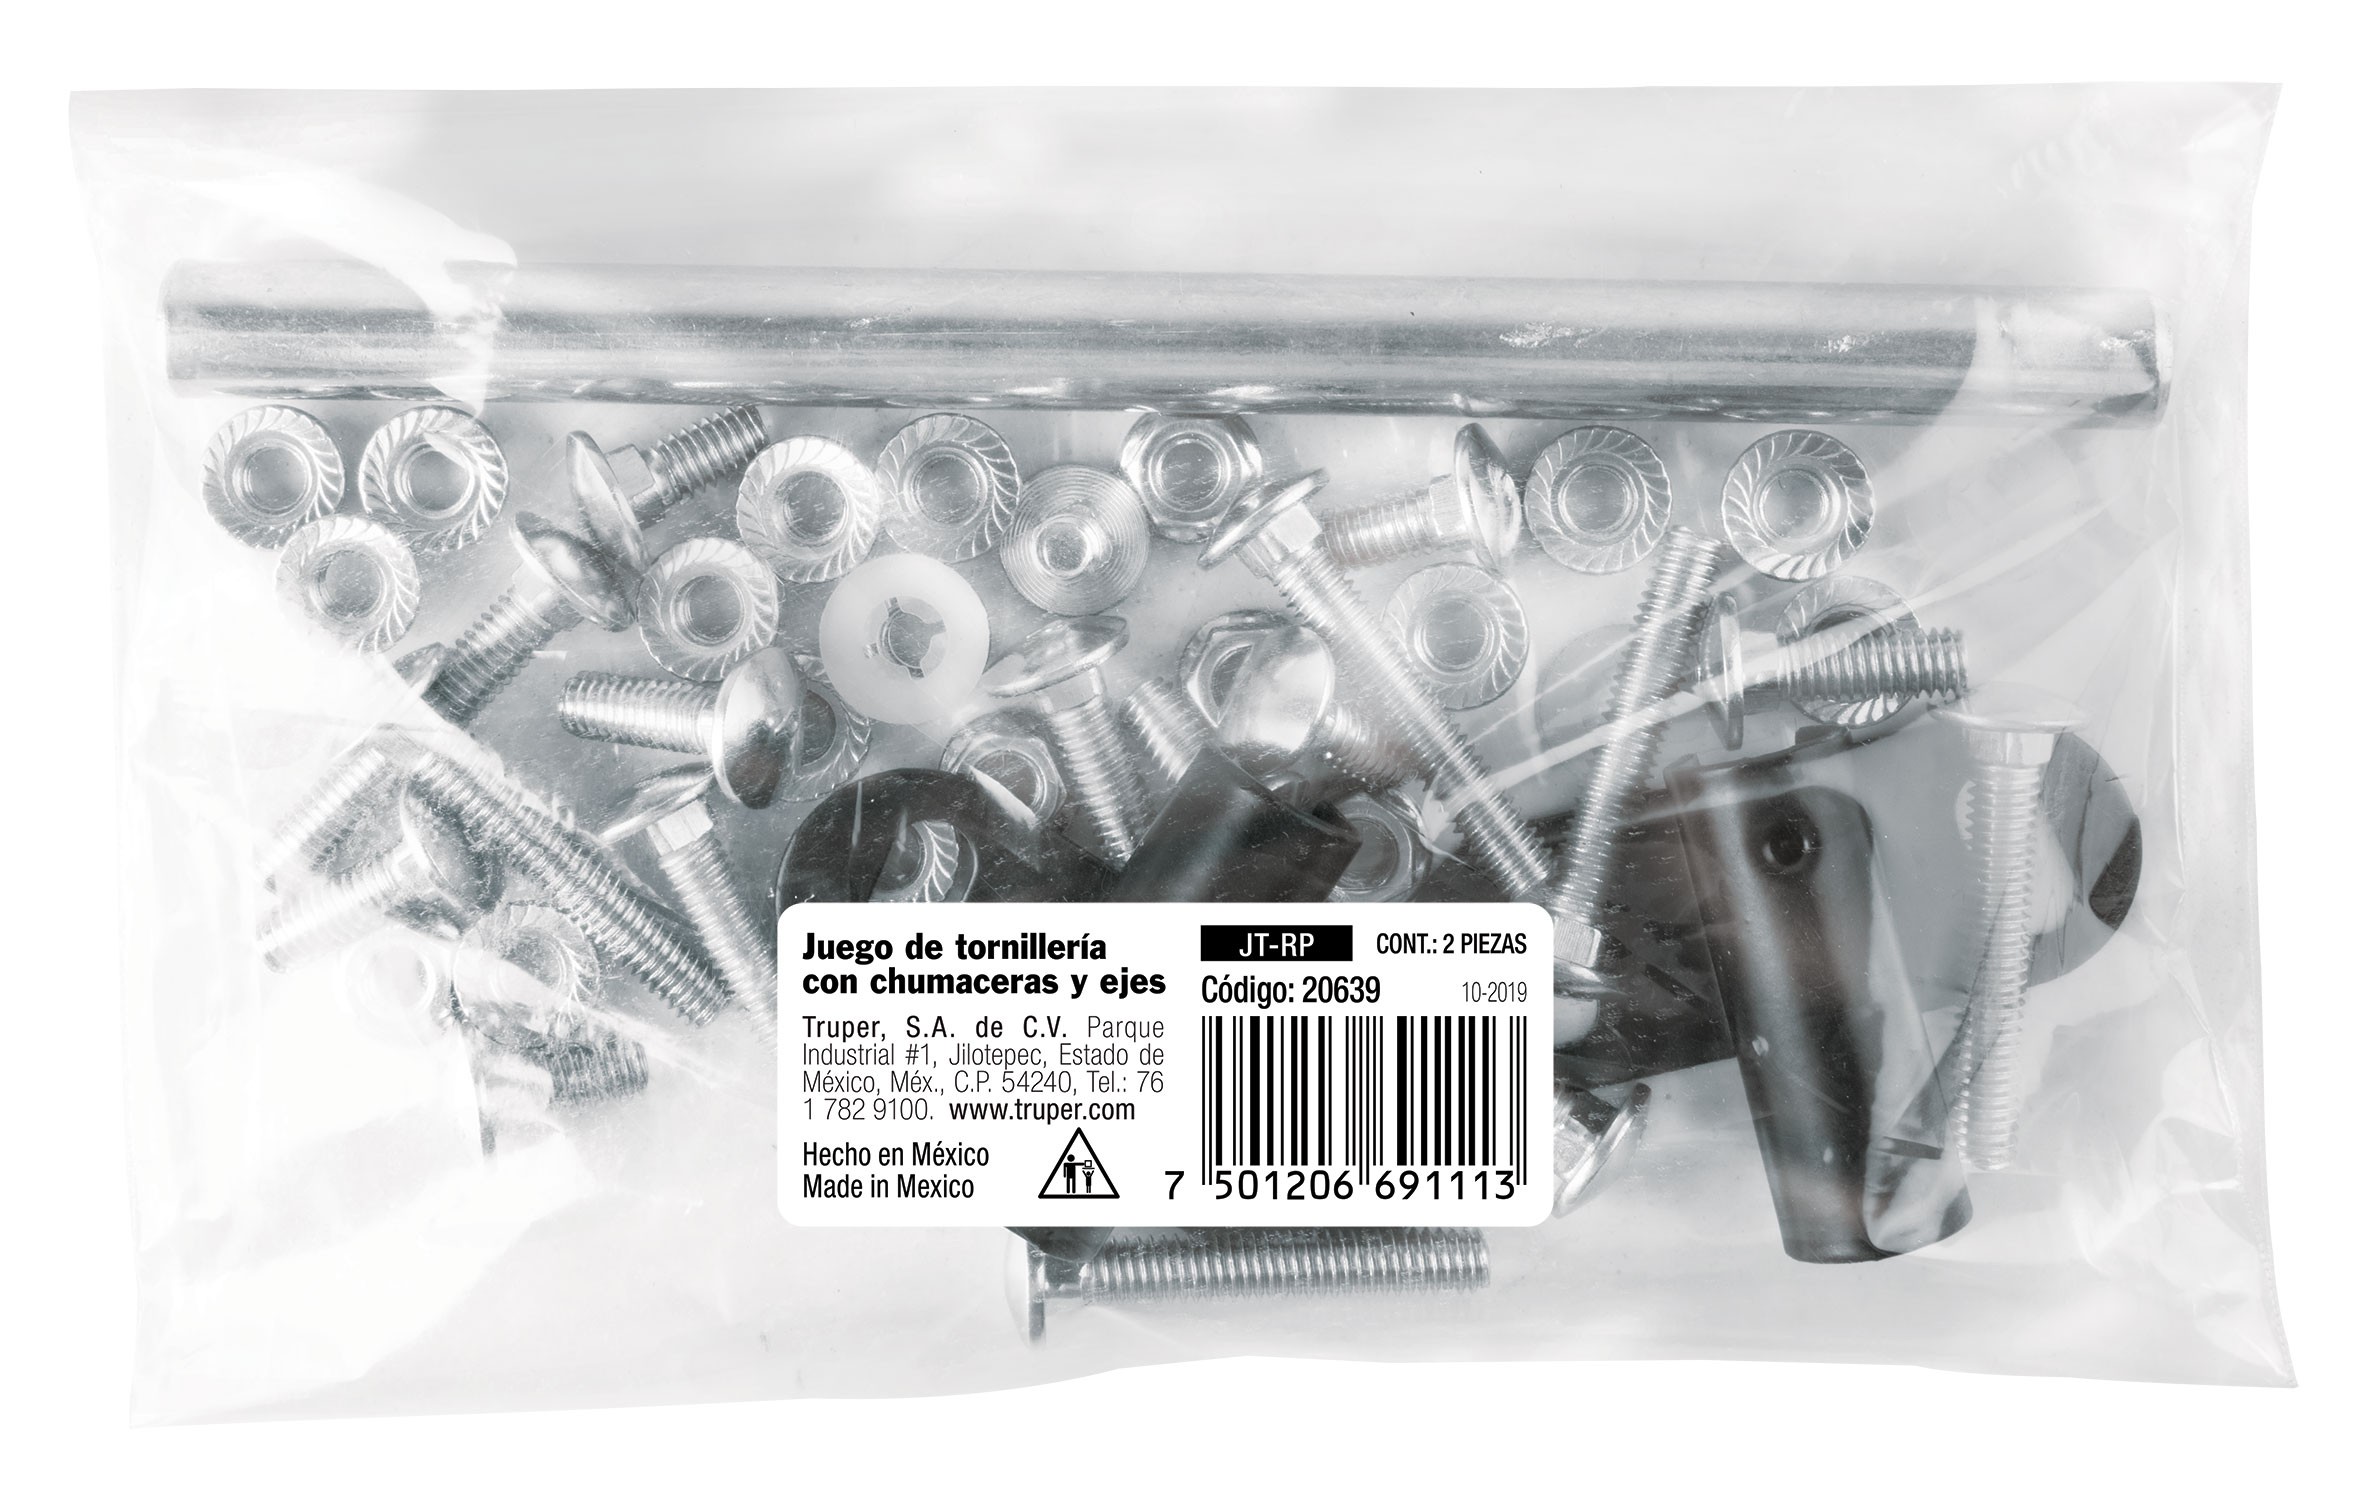 Juego de tornillería
con chumaceras y ejes
Truper, S.A. de C.V. Parque
Industrial #1, Jilotepec, Estado de
México, Méx., C.P. 54240, Tel.: 76
1 782 9100. www.truper.com
Hecho en México
Made in Mexico
JT-RP CONT.: 2 PIEZAS
Código: 20639 10-2019
7 501206 691113